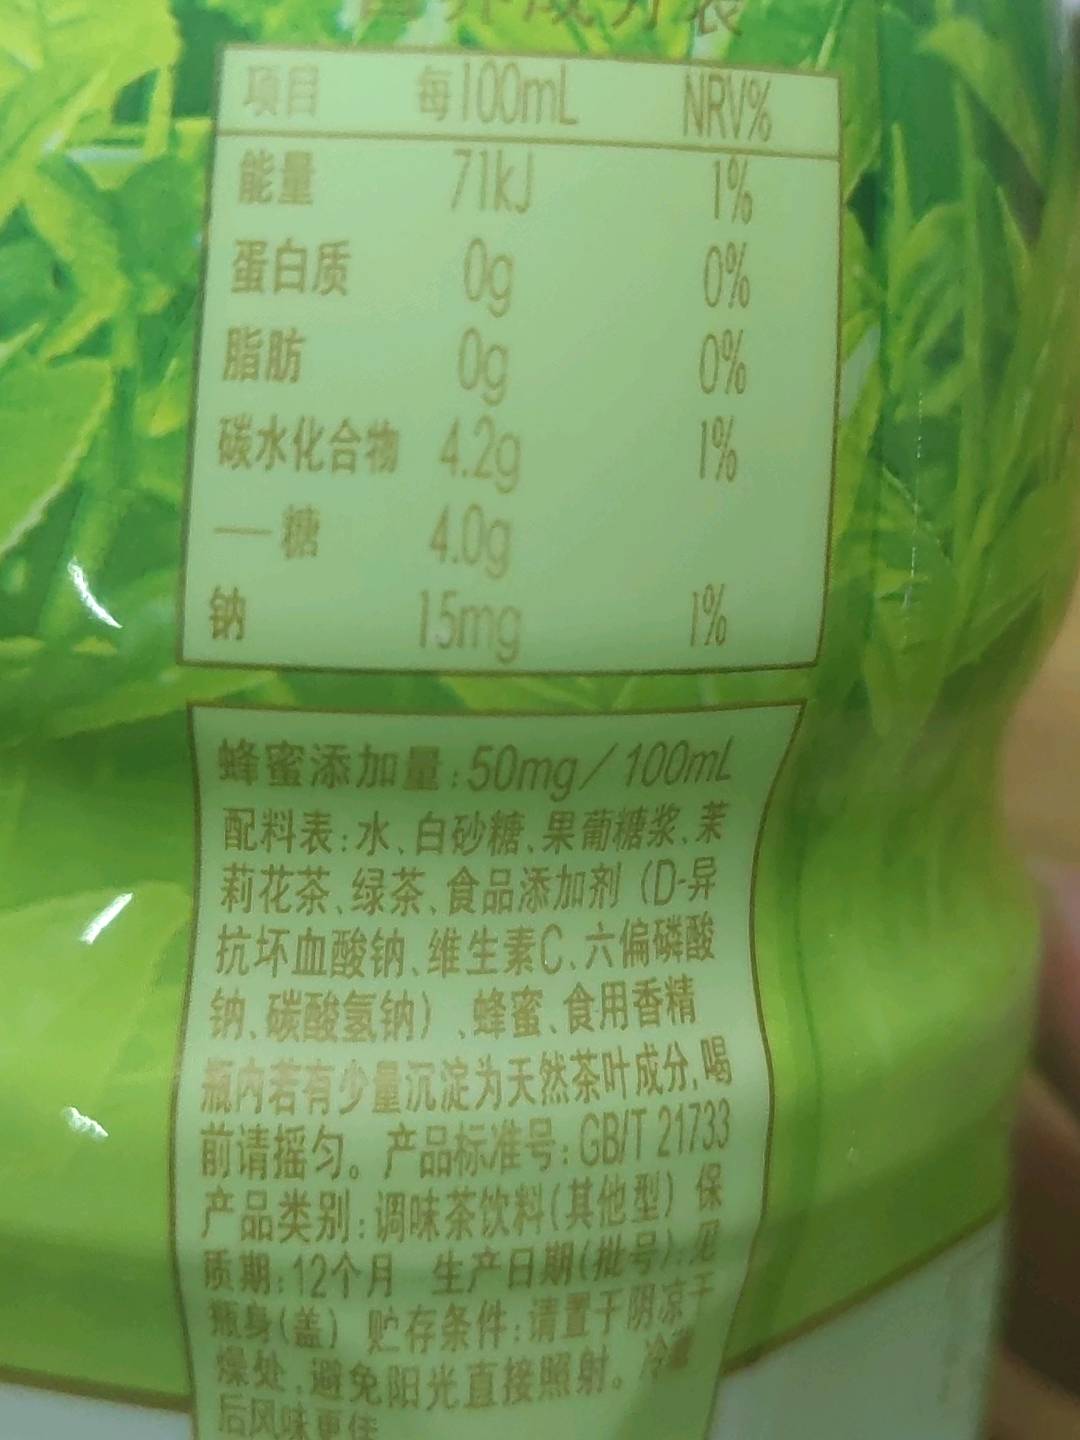 营养成分表
项目 每100mL NRV%
能量 71kJ 1%
蛋白质 0g 0%
脂肪 0g 0%
碳水化合物 4.2g 1%
—糖 4.0g
钠 15mg 1%
蜂蜜添加量:50mg/100mL
配料表:水、白砂糖、果葡糖浆、茉
莉花茶、绿茶、食品添加剂(D-异
抗坏血酸钠、维生素C、六偏磷酸
钠、碳酸氢钠)、蜂蜜、食用香精
瓶内若有少量沉淀为天然茶叶成分,喝
前请摇匀。产品标准号:GB/T 21733
产品类别:调味茶饮料(其他型) 保
质期:12个月 生产日期(批号):见
瓶身(盖) 贮存条件:请置于阴凉干
燥处,避免阳光直接照射。冷藏
后风味更佳